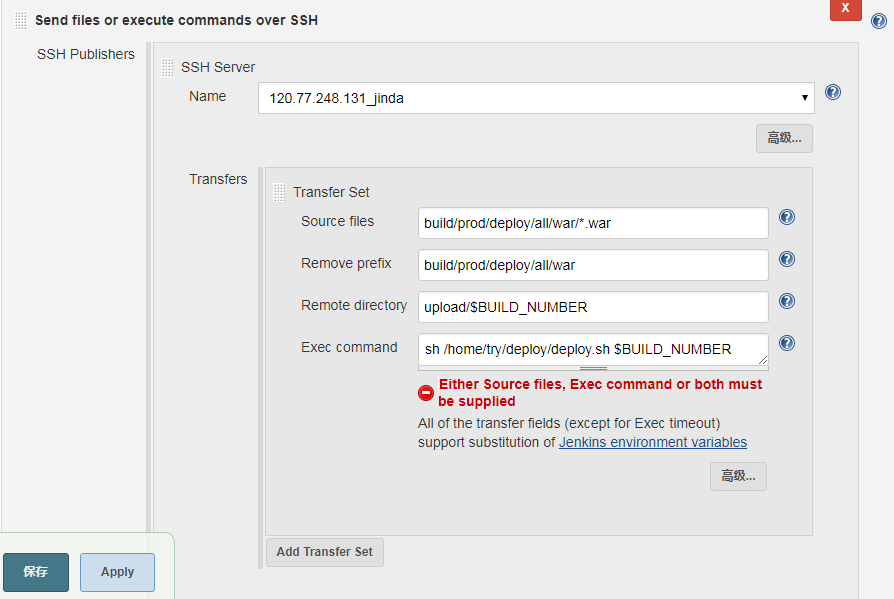 Send files or execute commands over SSH
X
SSH Publishers
SSH Server
Name
120.77.248.131_jinda
高级...
Transfers
Transfer Set
Source files
build/prod/deploy/all/war/*.war
Remove prefix
build/prod/deploy/all/war
Remote directory
upload/$BUILD_NUMBER
Exec command
sh /home/try/deploy/deploy.sh $BUILD_NUMBER
Either Source files, Exec command or both must
be supplied
All of the transfer fields (except for Exec timeout)
support substitution of Jenkins environment variables
高级...
Add Transfer Set
保存
Apply